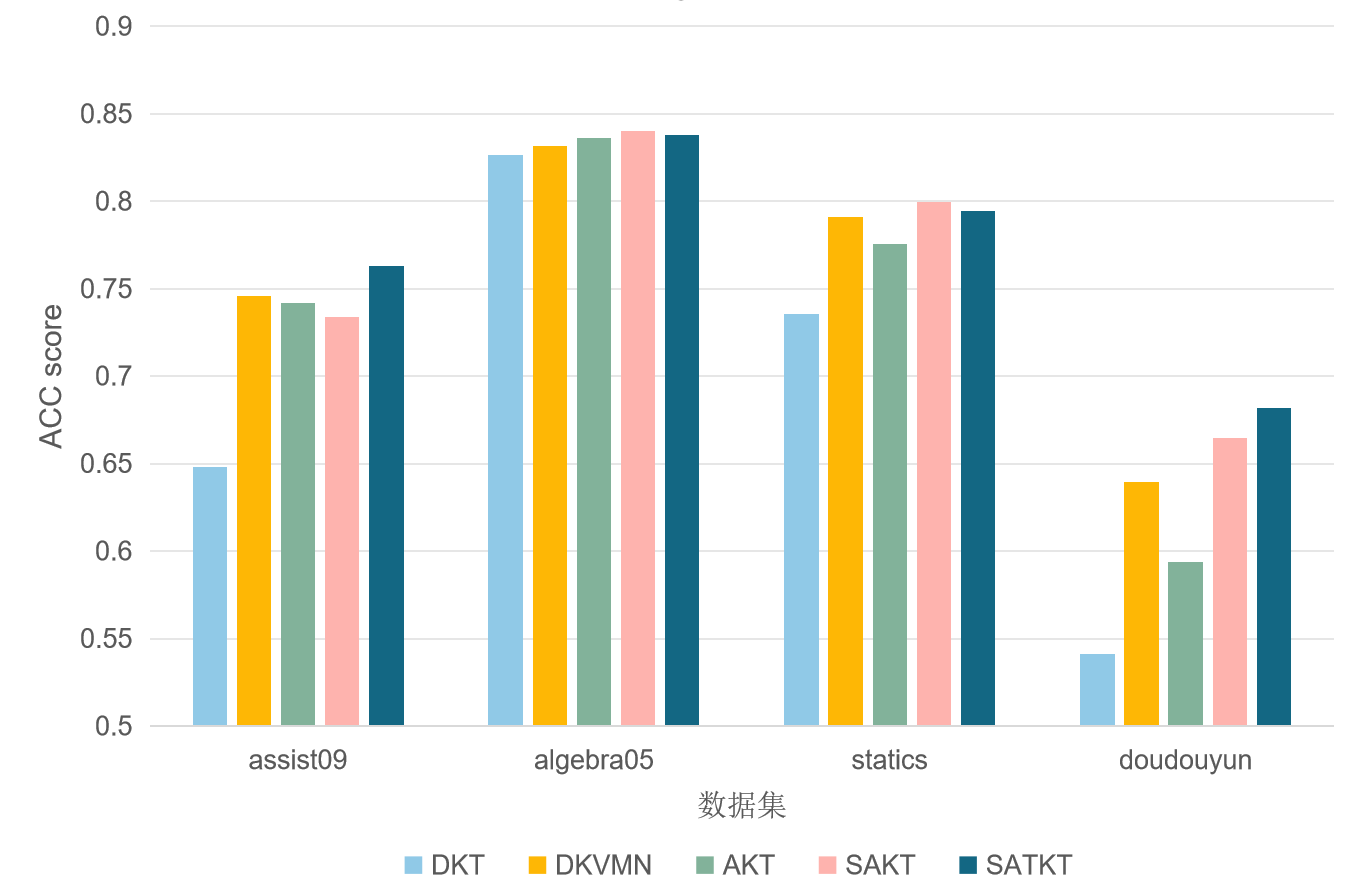 0.9
0.85
0.8
0.75
0.7
0.65
0.6
0.55
0.5
ACC score
assist09 algebra05 statics doudouyun
数据集
DKT DKVMN AKT SAKT SATKT